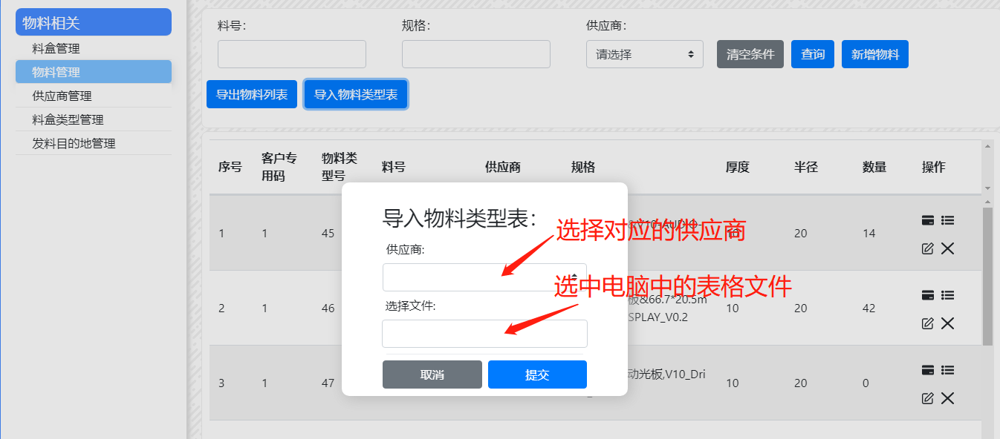 物料相关
料盒管理
物料管理
供应商管理
料盒类型管理
发料目的地管理
料号:
规格:
供应商:
请选择
清空条件
查询
新增物料
导出物料列表
导入物料类型表
序号
客户专
用码
物料类
型号
料号
供应商
规格
厚度
半径
数量
操作
1
1
45
10
20
14
2
1
46
板&66.7*20.5m
SPLAY_V0.2
10
20
42
3
1
47
动光板,V10_Dri
10
20
0
导入物料类型表:
供应商:
选择文件:
取消
提交
选择对应的供应商
选中电脑中的表格文件